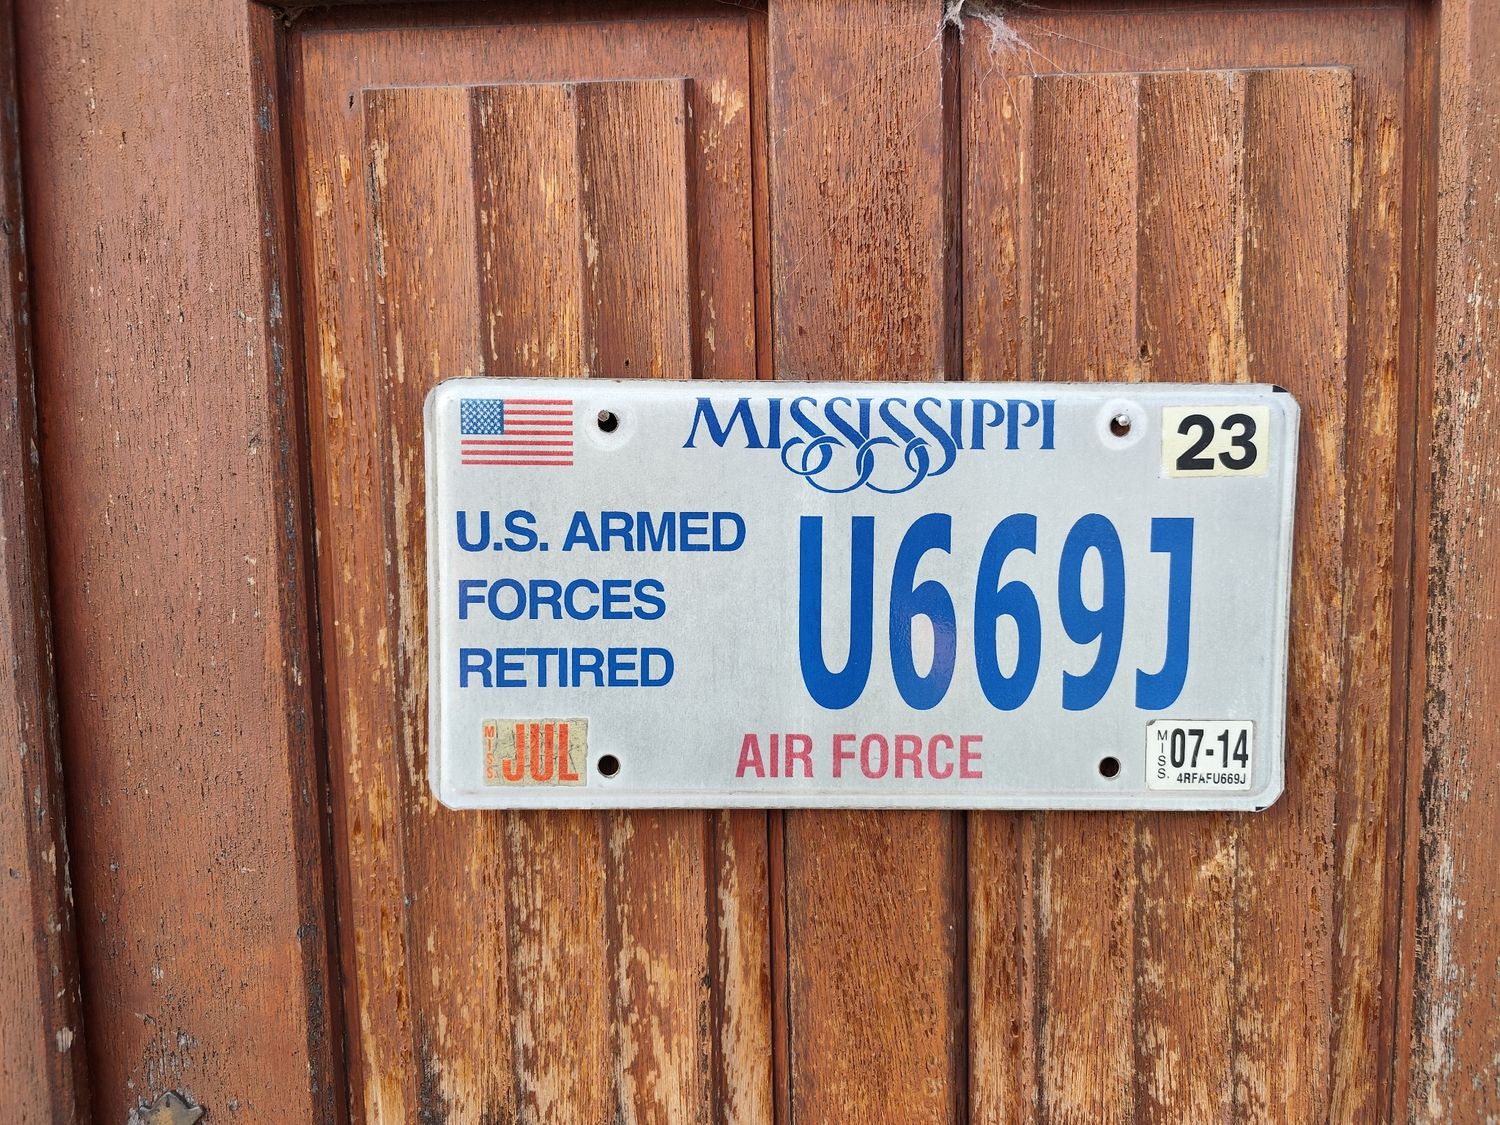 MISSISSIPPI
23
U.S. ARMED
FORCES
RETIRED
U669J
MISS. JUL
AIR FORCE
MISS. 07-14
4RFAFU669J